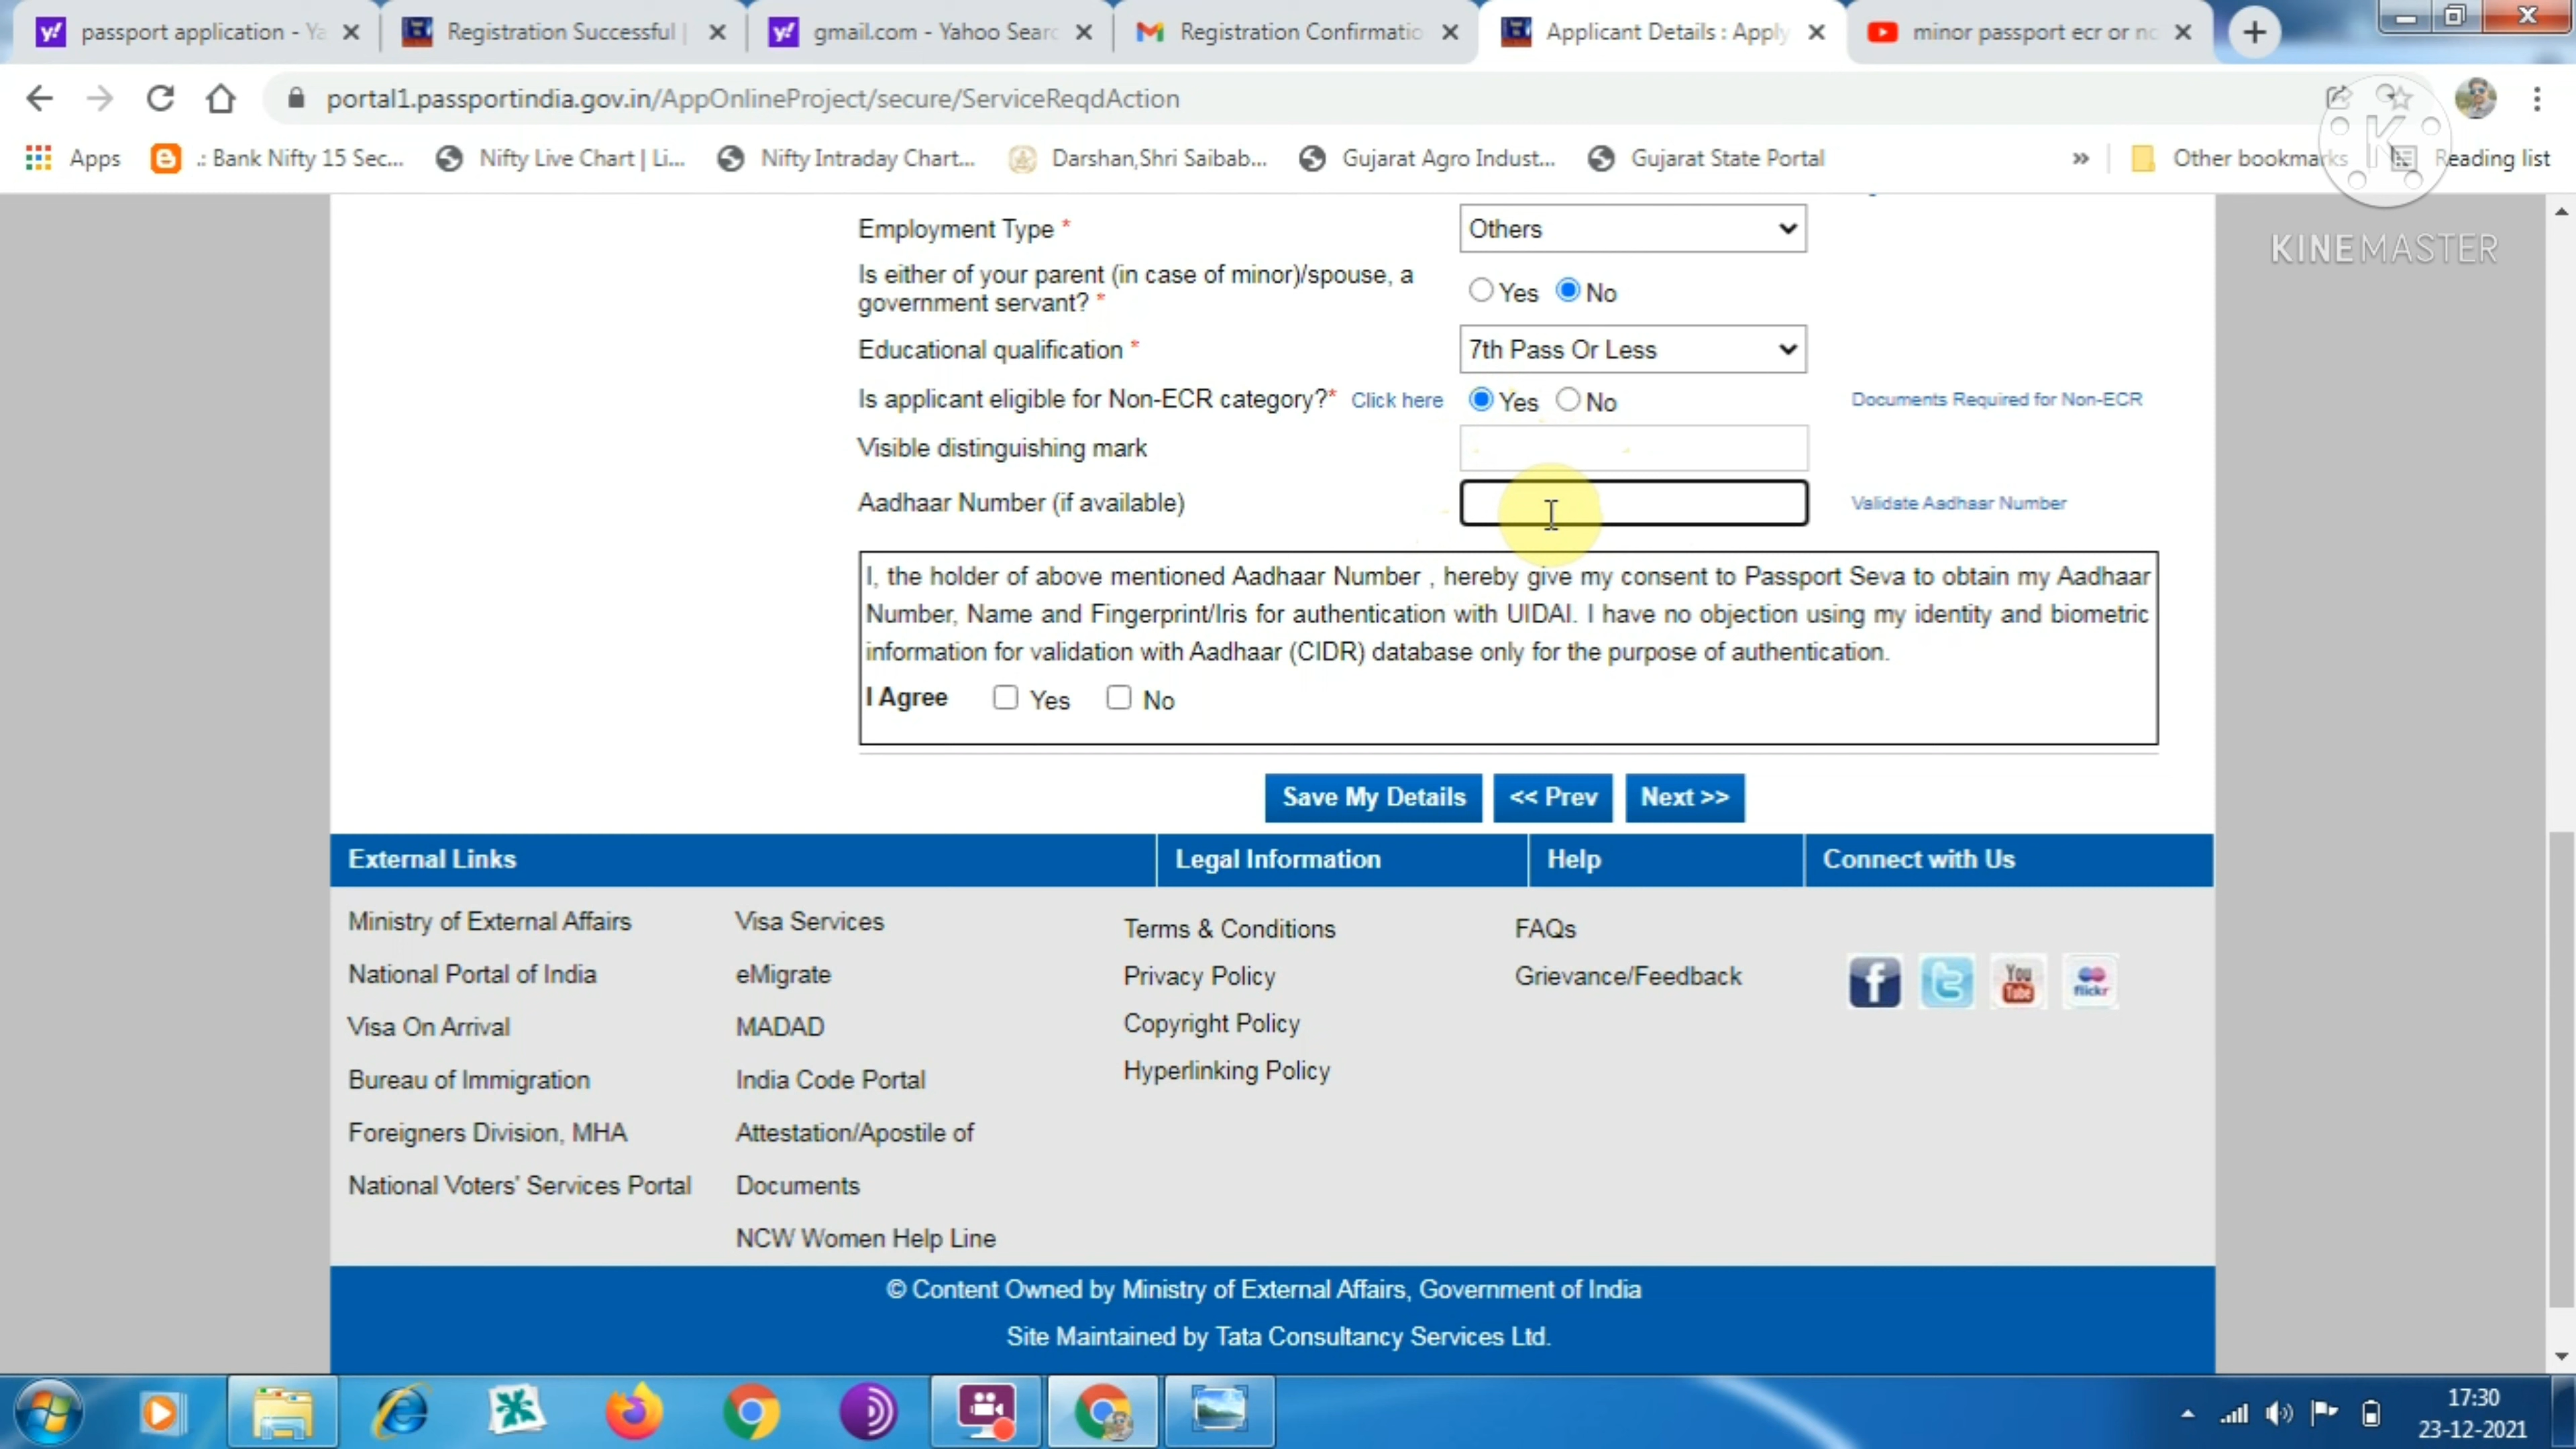 passport application - Ya
Registration Successful |
gmail.com - Yahoo Searc
Registration Confirmatio
Applicant Details : Apply
minor passport ecr or no
portal1.passportindia.gov.in/AppOnlineProject/secure/ServiceReqdAction
Apps
.: Bank Nifty 15 Sec...
Nifty Live Chart | Li...
Nifty Intraday Chart...
Darshan,Shri Saibab...
Gujarat Agro Indust...
Gujarat State Portal
»
Other bookmarks
Reading list
K
KINEMASTER
Employment Type *
Others
Is either of your parent (in case of minor)/spouse, a
government servant? *
Yes No
Educational qualification *
7th Pass Or Less
Is applicant eligible for Non-ECR category?* Click here
Yes No
Documents Required for Non-ECR
Visible distinguishing mark
Aadhaar Number (if available)
Validate Aadhaar Number
I, the holder of above mentioned Aadhaar Number , hereby give my consent to Passport Seva to obtain my Aadhaar
Number, Name and Fingerprint/Iris for authentication with UIDAI. I have no objection using my identity and biometric
information for validation with Aadhaar (CIDR) database only for the purpose of authentication.
I Agree Yes No
Save My Details
<< Prev
Next >>
External Links
Legal Information
Help
Connect with Us
Ministry of External Affairs
National Portal of India
Visa On Arrival
Bureau of Immigration
Foreigners Division, MHA
National Voters' Services Portal
Visa Services
eMigrate
MADAD
India Code Portal
Attestation/Apostile of
Documents
NCW Women Help Line
Terms & Conditions
Privacy Policy
Copyright Policy
Hyperlinking Policy
FAQs
Grievance/Feedback
You
Tube
flickr
© Content Owned by Ministry of External Affairs, Government of India
Site Maintained by Tata Consultancy Services Ltd.
17:30
23-12-2021